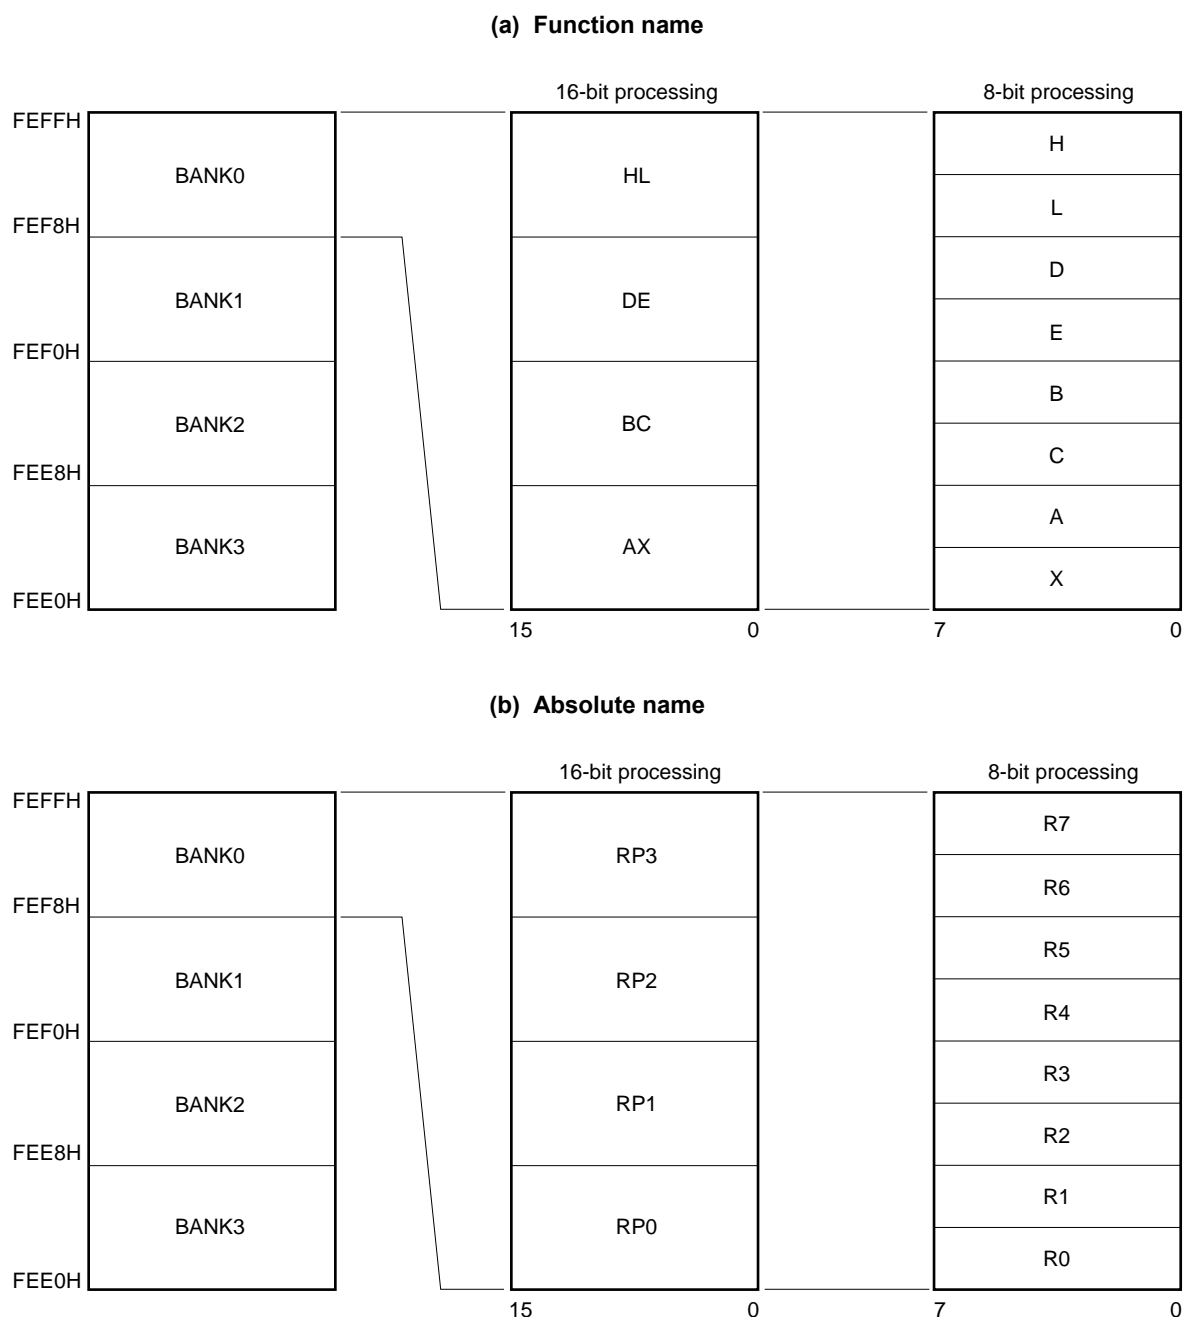 (a) Function name
16-bit processing
8-bit processing
FEFFH
H
BANK0
HL
L
FEF8H
D
BANK1
DE
E
FEF0H
B
BANK2
BC
C
FEE8H
A
BANK3
AX
X
FEE0H
15
0
7
0
(b) Absolute name
16-bit processing
8-bit processing
FEFFH
R7
BANK0
RP3
R6
FEF8H
R5
BANK1
RP2
R4
FEF0H
R3
BANK2
RP1
R2
FEE8H
R1
BANK3
RP0
R0
FEE0H
15
0
7
0